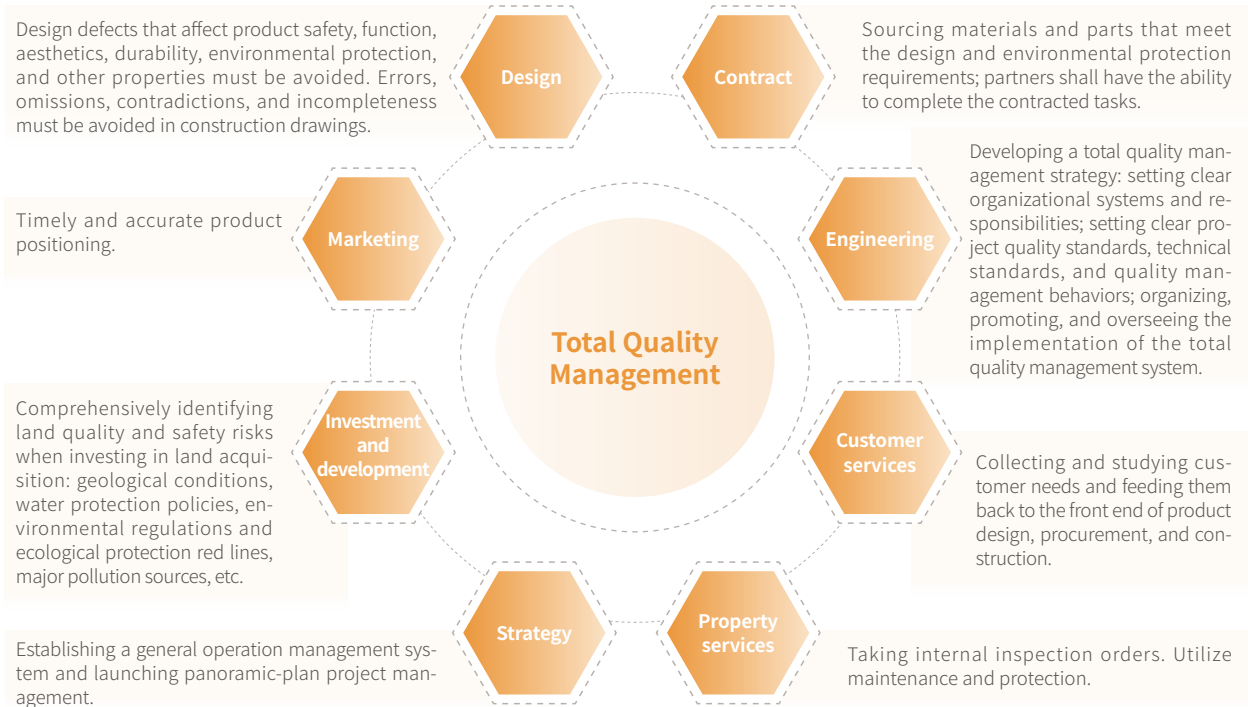 Design defects that affect product safety, function,
aesthetics, durability, environmental protection,
and other properties must be avoided. Errors,
omissions, contradictions, and incompleteness
must be avoided in construction drawings.
Design
Contract
Sourcing materials and parts that meet
the design and environmental protection
requirements; partners shall have the ability
to complete the contracted tasks.
Timely and accurate product
positioning.
Marketing
Engineering
Developing a total quality man-
agement strategy: setting clear
organizational systems and re-
sponsibilities; setting clear pro-
ject quality standards, technical
standards, and quality man-
agement behaviors; organizing,
promoting, and overseeing the
implementation of the total
quality management system.
Total Quality
Management
Comprehensively identifying
land quality and safety risks
when investing in land acqui-
sition: geological conditions,
water protection policies, en-
vironmental regulations and
ecological protection red lines,
major pollution sources, etc.
Investment
and
development
Customer
services
Collecting and studying cus-
tomer needs and feeding them
back to the front end of product
design, procurement, and con-
struction.
Establishing a general operation management sys-
tem and launching panoramic-plan project man-
agement.
Strategy
Property
services
Taking internal inspection orders. Utilize
maintenance and protection.